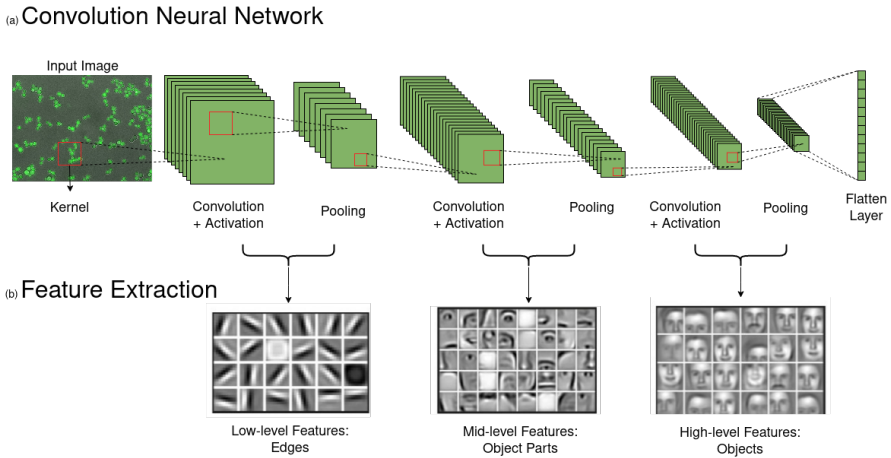 (a) Convolution Neural Network
Input Image
Kernel
Convolution
+ Activation
Pooling
Convolution
+ Activation
Pooling
Convolution
+ Activation
Pooling
Flatten
Layer
(b) Feature Extraction
Low-level Features:
Edges
Mid-level Features:
Object Parts
High-level Features:
Objects